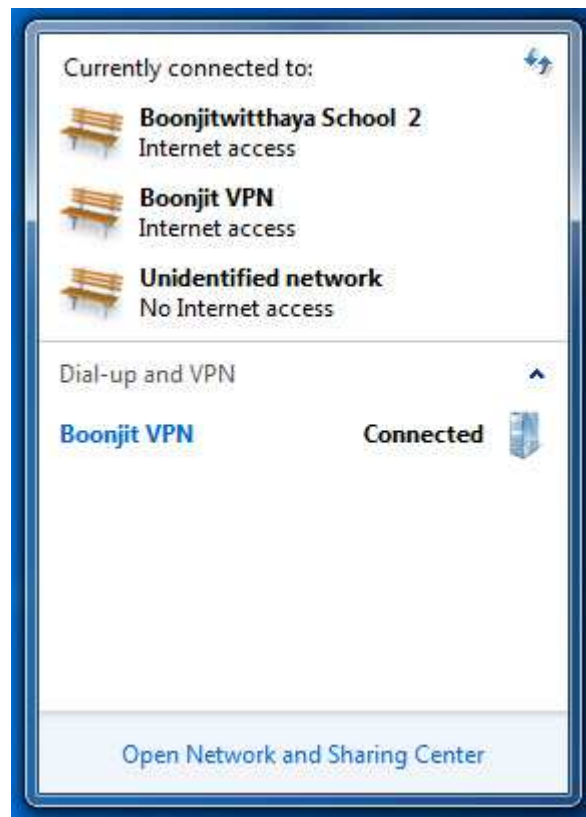 Currently connected to:
Boonjitwitthaya School 2
Internet access
Boonjit VPN
Internet access
Unidentified network
No Internet access
Dial-up and VPN
Boonjit VPN Connected
Open Network and Sharing Center